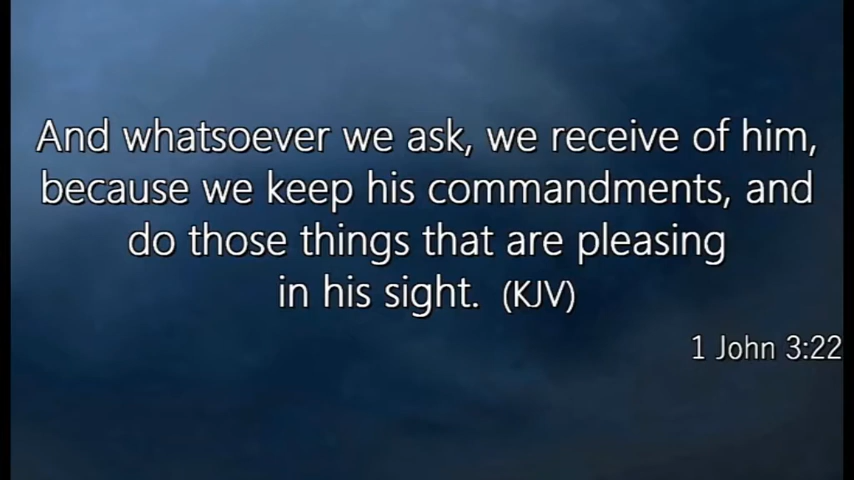 And whatsoever we ask, we receive of him,
because we keep his commandments, and
do those things that are pleasing
in his sight. (KJV)
1 John 3:22